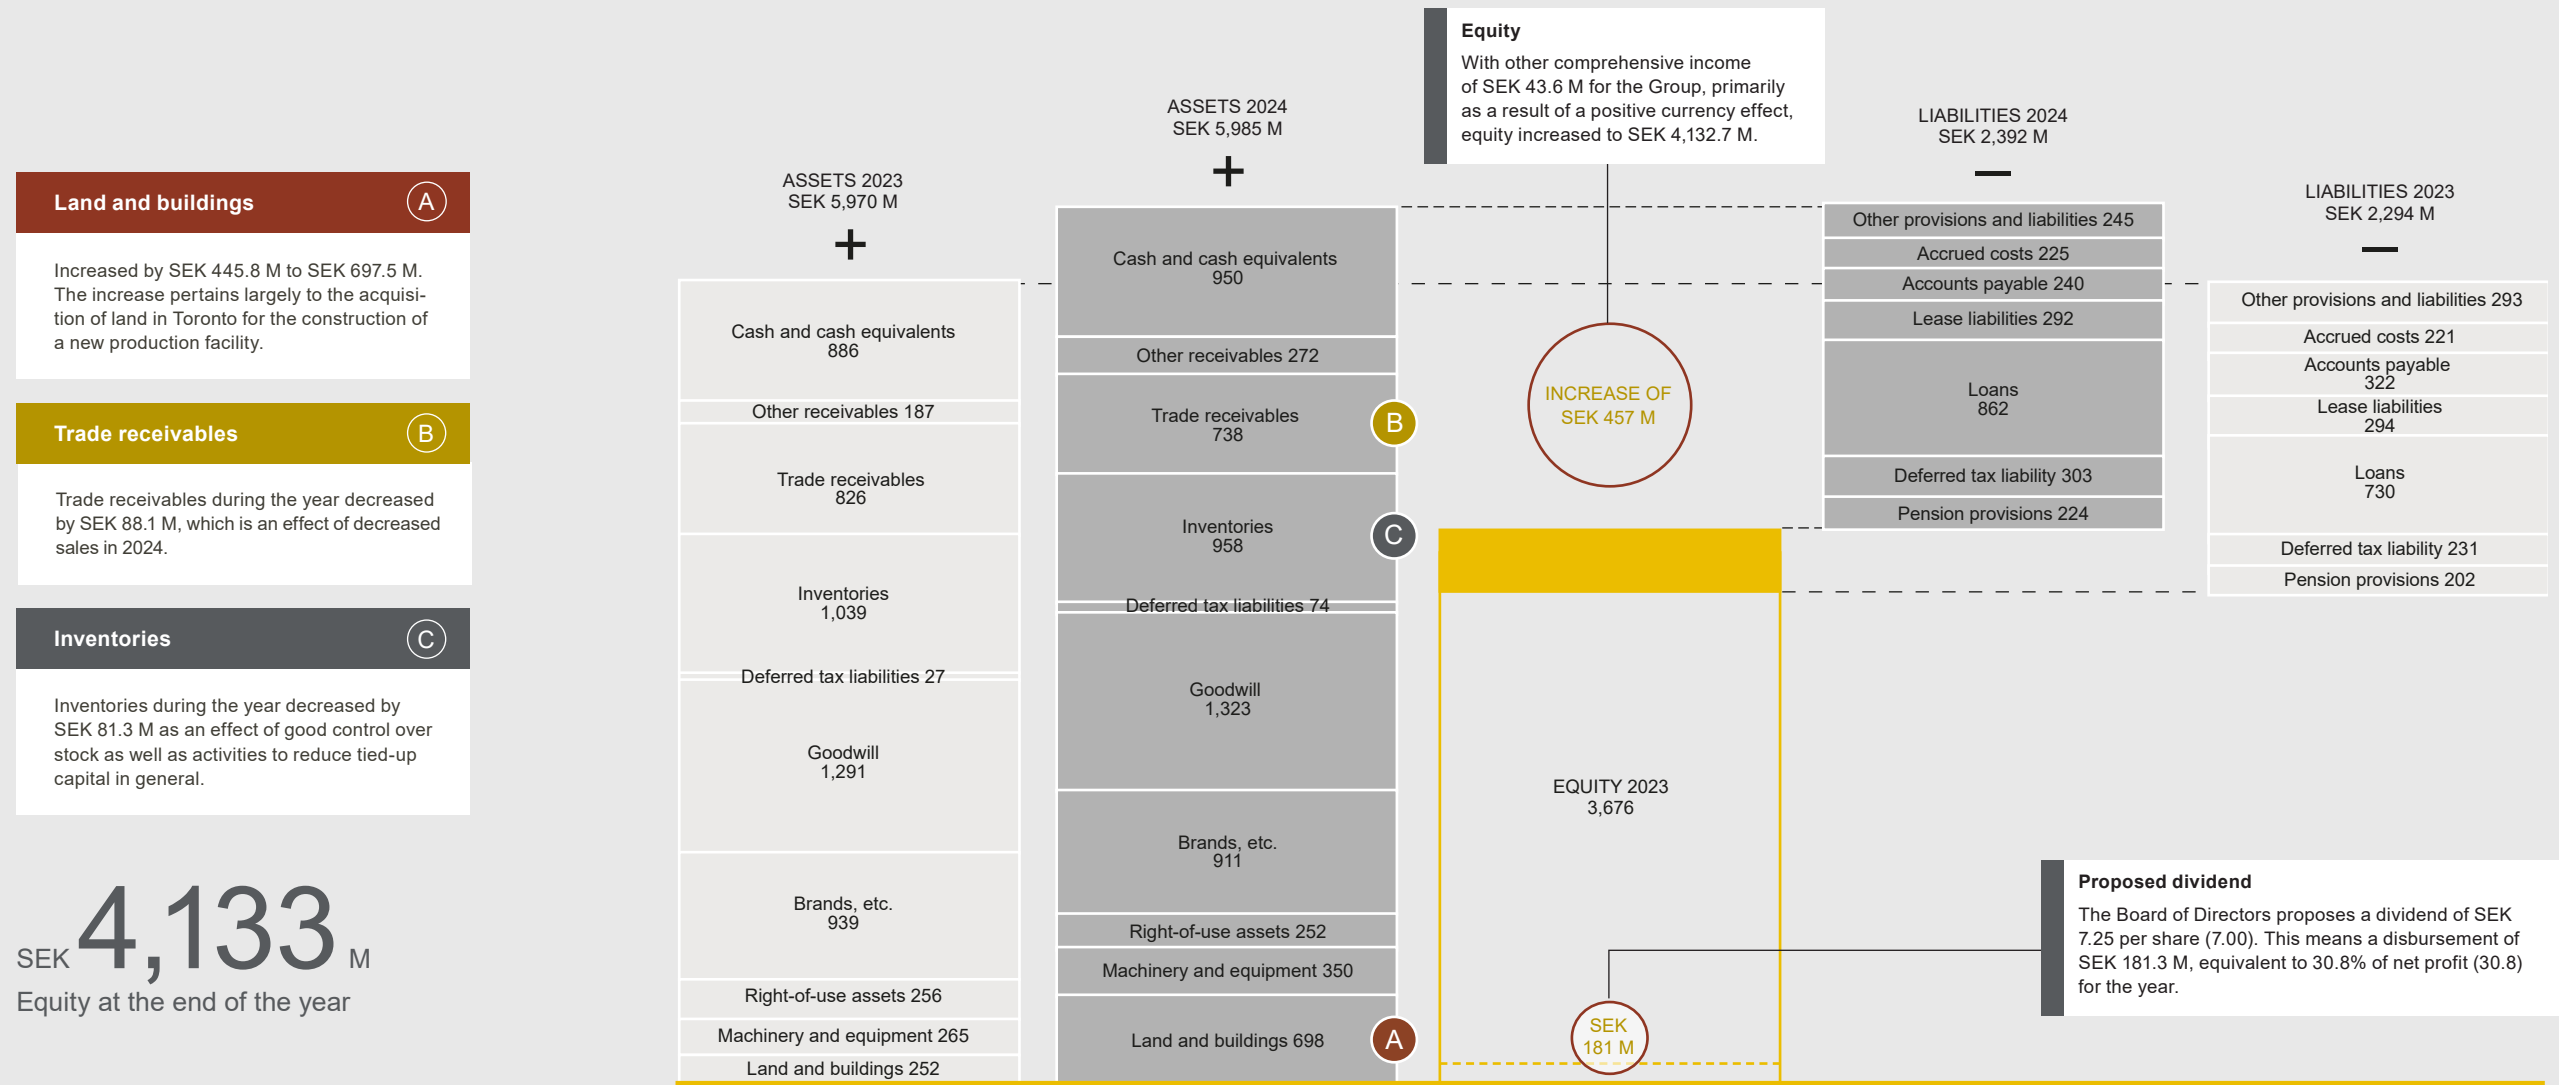 Land and buildings A
Increased by SEK 445.8 M to SEK 697.5 M.
The increase pertains largely to the acquisi-
tion of land in Toronto for the construction of
a new production facility.
Trade receivables B
Trade receivables during the year decreased
by SEK 88.1 M, which is an effect of decreased
sales in 2024.
Inventories C
Inventories during the year decreased by
SEK 81.3 M as an effect of good control over
stock as well as activities to reduce tied-up
capital in general.
SEK 4,133 M
Equity at the end of the year
ASSETS 2023
SEK 5,970 M
+
Cash and cash equivalents
886
Other receivables 187
Trade receivables
826
Inventories
1,039
Deferred tax liabilities 27
Goodwill
1,291
Brands, etc.
939
Right-of-use assets 256
Machinery and equipment 265
Land and buildings 252
ASSETS 2024
SEK 5,985 M
+
Cash and cash equivalents
950
Other receivables 272
Trade receivables
738
B
Inventories
958
C
Deferred tax liabilities 74
Goodwill
1,323
Brands, etc.
911
Right-of-use assets 252
Machinery and equipment 350
Land and buildings 698
A
Equity
With other comprehensive income
of SEK 43.6 M for the Group, primarily
as a result of a positive currency effect,
equity increased to SEK 4,132.7 M.
INCREASE OF
SEK 457 M
EQUITY 2023
3,676
SEK
181 M
LIABILITIES 2024
SEK 2,392 M
—
Other provisions and liabilities 245
Accrued costs 225
Accounts payable 240
Lease liabilities 292
Loans
862
Deferred tax liability 303
Pension provisions 224
LIABILITIES 2023
SEK 2,294 M
—
Other provisions and liabilities 293
Accrued costs 221
Accounts payable
322
Lease liabilities
294
Loans
730
Deferred tax liability 231
Pension provisions 202
Proposed dividend
The Board of Directors proposes a dividend of SEK
7.25 per share (7.00). This means a disbursement of
SEK 181.3 M, equivalent to 30.8% of net profit (30.8)
for the year.